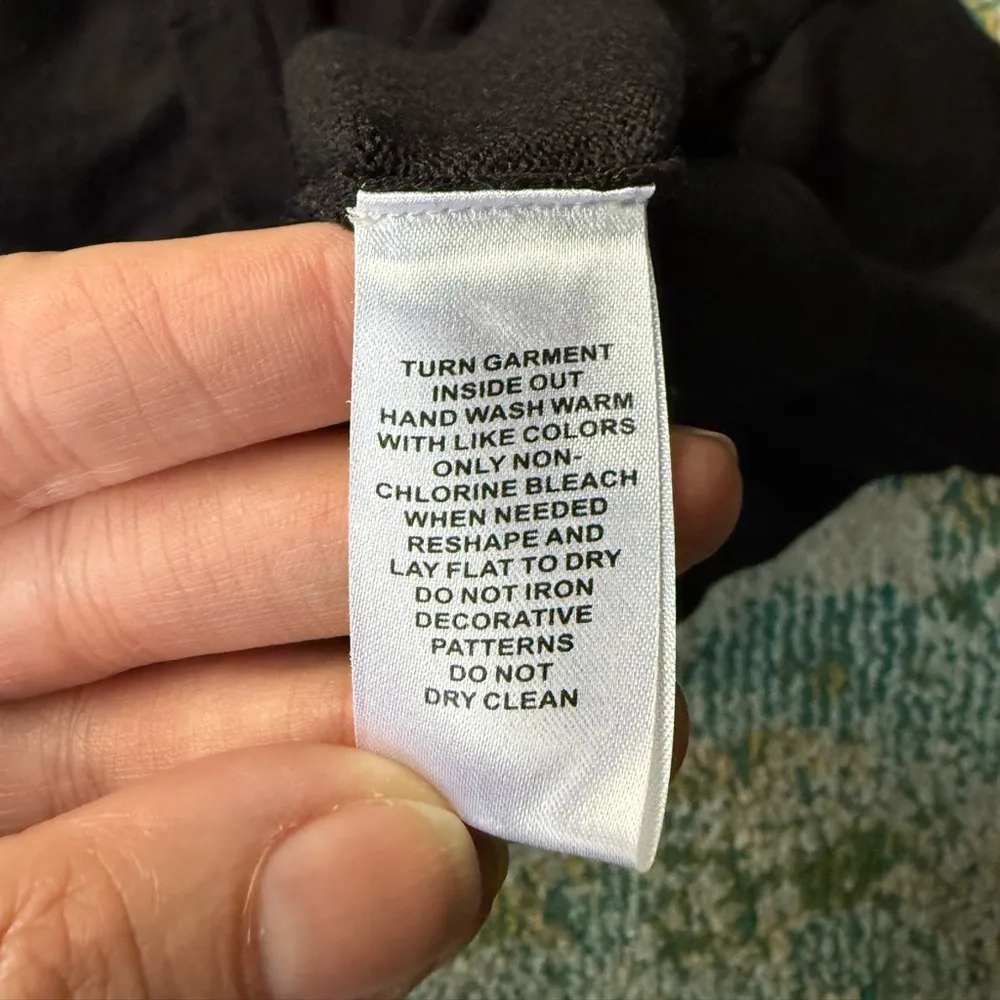 TURN GARMENT
INSIDE OUT
HAND WASH WARM
WITH LIKE COLORS
ONLY NON-
CHLORINE BLEACH
WHEN NEEDED
RESHAPE AND
LAY FLAT TO DRY
DO NOT IRON
DECORATIVE
PATTERNS
DO NOT
DRY CLEAN